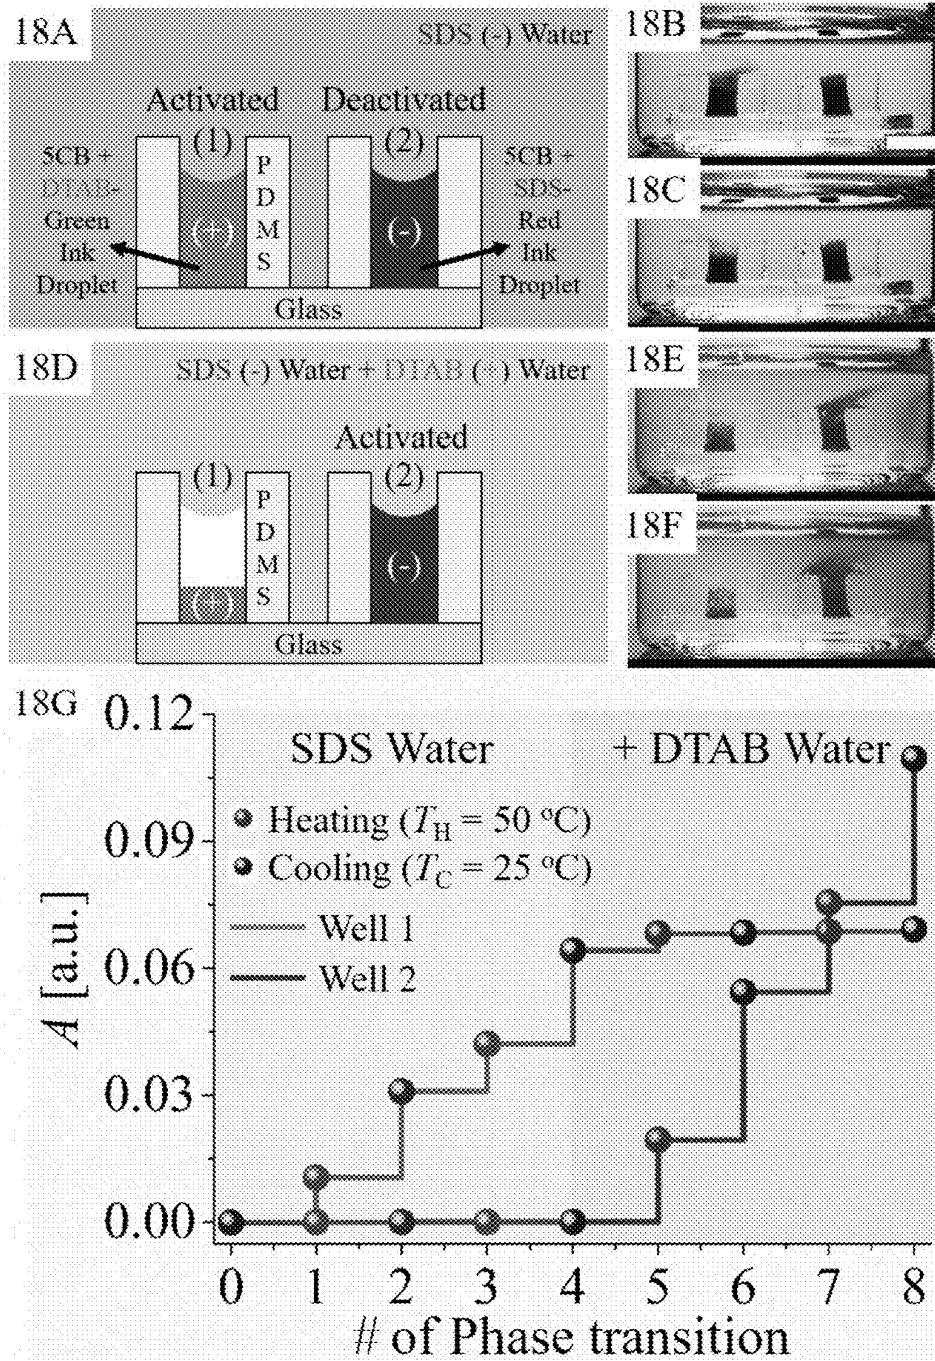 18A
SDS (-) Water
Activated
Deactivated
(1)
(2)
5CB +
DTAB-
Green
Ink
Droplet
(+)
P
D
M
S
(-)
5CB +
SDS-
Red
Ink
Droplet
Glass
18B
18C
18D
SDS (-) Water + DTAB (+) Water
Activated
(1)
(2)
P
D
M
S
(+)
(-)
Glass
18E
18F
18G
SDS Water
+ DTAB Water
Heating (T_H = 50 °C)
Cooling (T_C = 25 °C)
Well 1
Well 2
A [a.u.]
0.12
0.09
0.06
0.03
0.00
0 1 2 3 4 5 6 7 8
# of Phase transition